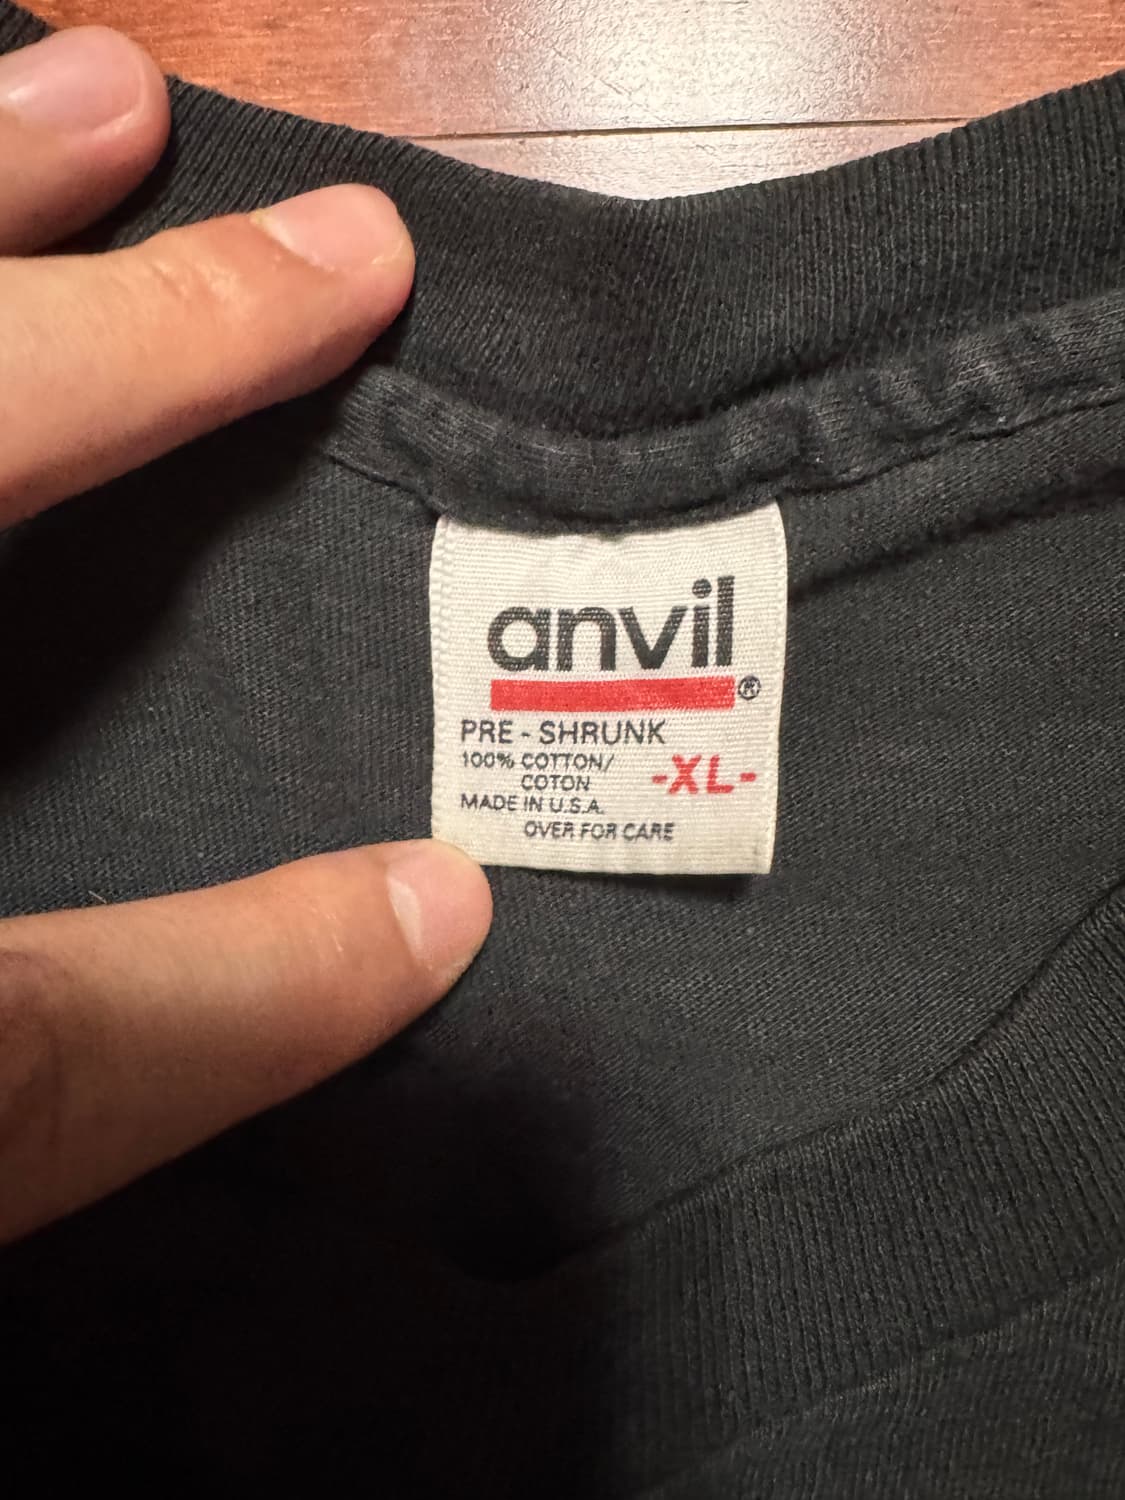 anvil®
PRE - SHRUNK
100% COTTON/
COTON
-XL-
MADE IN U.S.A.
OVER FOR CARE